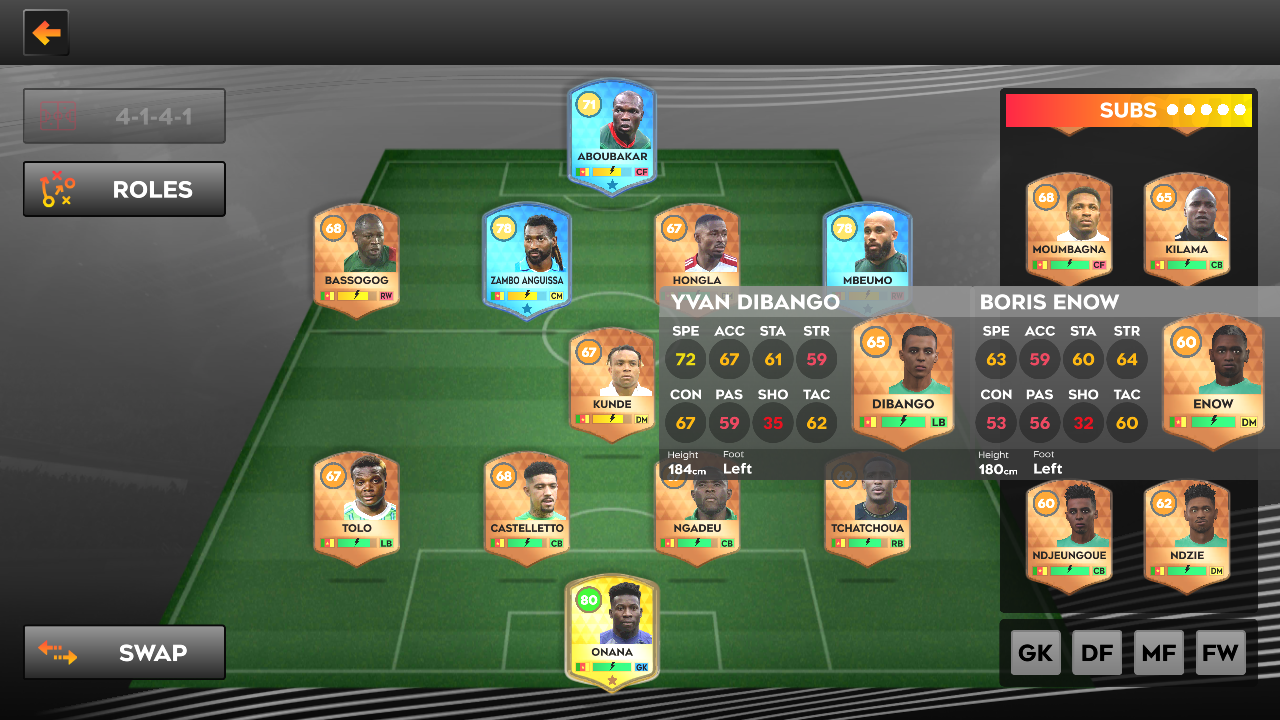 4-1-4-1
ROLES
SUBS
71
ABOUBAKAR
CF
68
BASSOGOG
RW
78
ZAMBO ANGUISSA
CM
67
HONGLA
78
MBEUMO
68
MOUMBAGNA
CF
65
KILAMA
CB
YVAN DIBANGO
SPE ACC STA STR
72 67 61 59
CON PAS SHO TAC
67 59 35 62
Height Foot
184cm Left
65
DIBANGO
LB
BORIS ENOW
SPE ACC STA STR
63 59 60 64
CON PAS SHO TAC
53 56 32 60
Height Foot
180cm Left
60
ENOW
DM
67
KUNDE
DM
67
TOLO
LB
68
CASTELLETTO
CB
NGADEU
CB
TCHATCHOUA
RB
60
NDJEUNGOUE
CB
62
NDZIE
DM
80
ONANA
GK
SWAP
GK DF MF FW